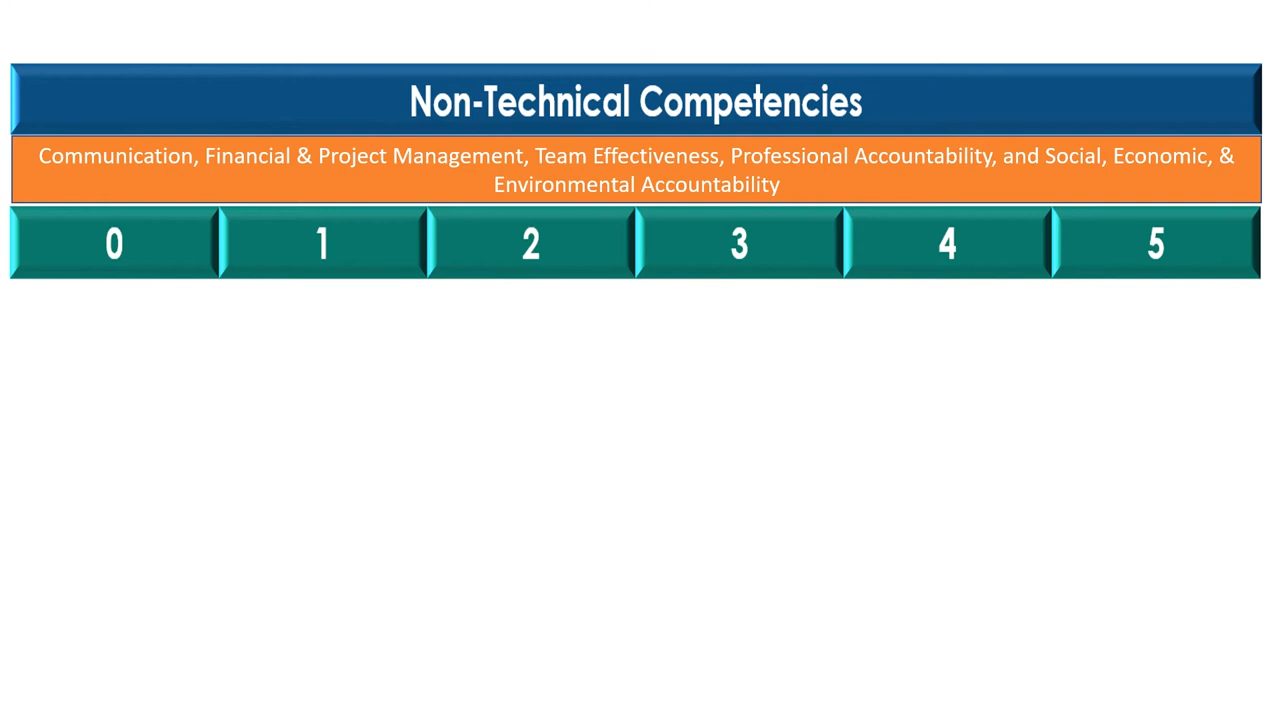 Non-Technical Competencies
Communication, Financial & Project Management, Team Effectiveness, Professional Accountability, and Social, Economic, &
Environmental Accountability
0 1 2 3 4 5